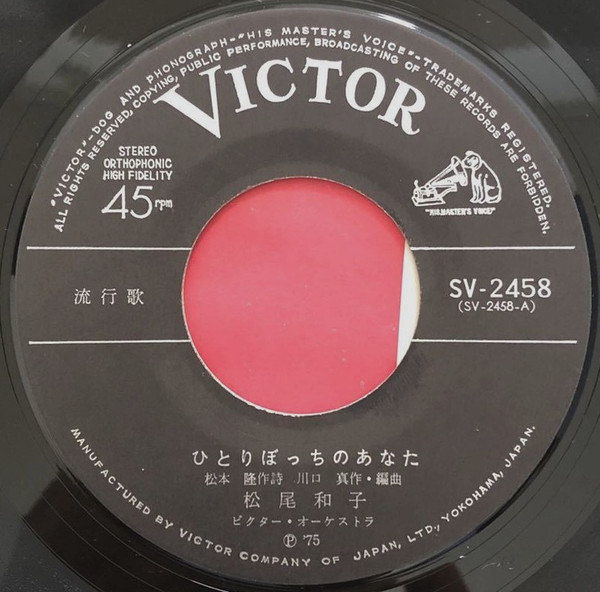 "VICTOR"-DOG AND PHONOGRAPH-"HIS MASTER'S VOICE"-TRADEMARKS REGISTERED.
ALL RIGHTS RESERVED, COPYING, PUBLIC PERFORMANCE, BROADCASTING OF THESE RECORDS ARE FORBIDDEN.
VICTOR
STEREO
ORTHOPHONIC
HIGH FIDELITY
45rpm
"HIS MASTER'S VOICE"
流行歌
SV-2458
(SV-2458-A)
ひとりぼっちのあなた
松本 隆作詩 川口 真作・編曲
松尾和子
ビクター・オーケストラ
Ⓟ '75
MANUFACTURED BY VICTOR COMPANY OF JAPAN, LTD., YOKOHAMA, JAPAN.